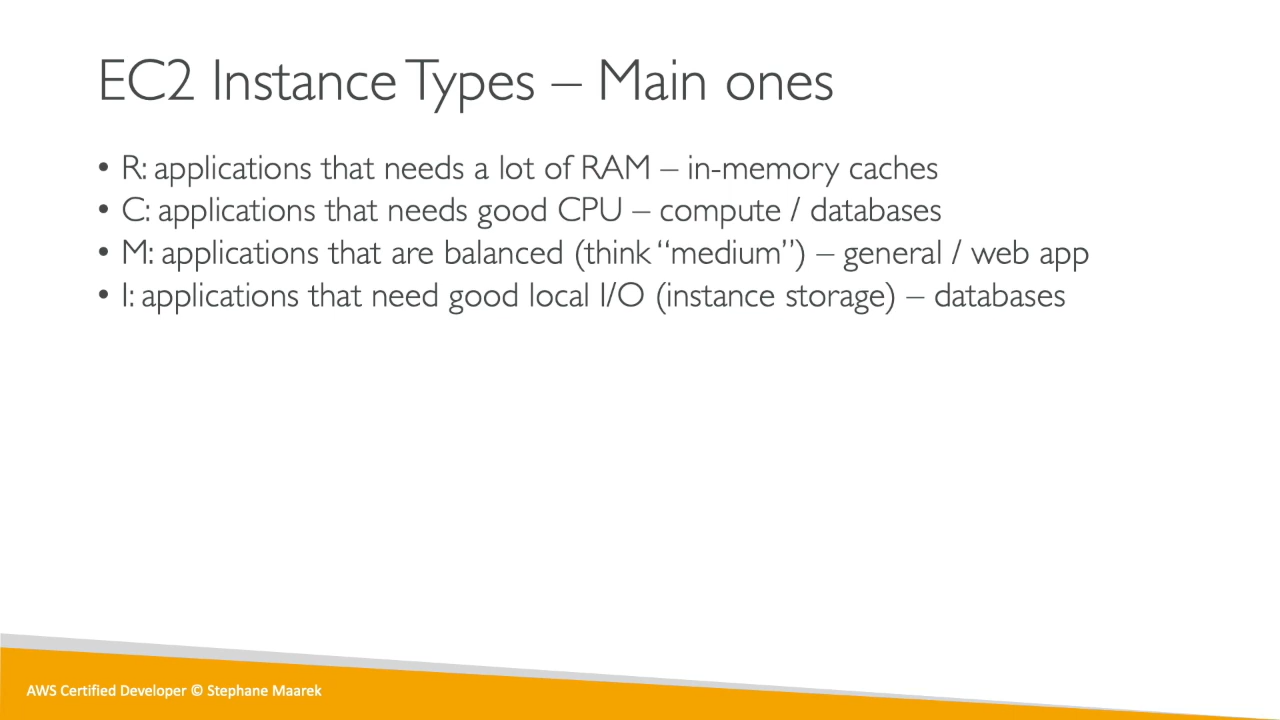 EC2 Instance Types – Main ones
• R: applications that needs a lot of RAM – in-memory caches
• C: applications that needs good CPU – compute / databases
• M: applications that are balanced (think “medium”) – general / web app
• I: applications that need good local I/O (instance storage) – databases
AWS Certified Developer © Stephane Maarek